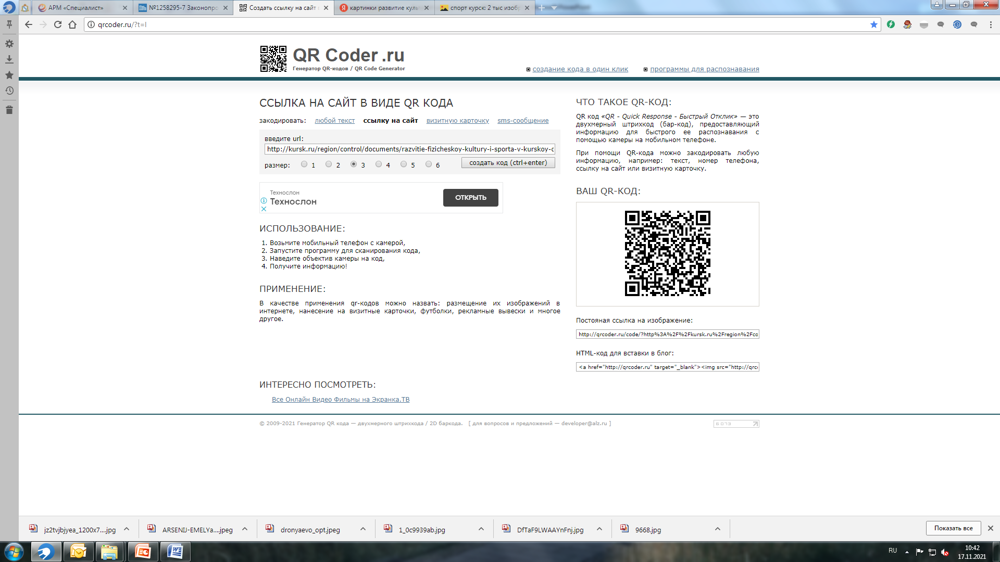 АРМ «Специалист»
№1258295-7 Законопро
Создать ссылку на сайт
картинки развитие куль
спорт курск: 2 тыс изоб
qrcoder.ru/?t=l
QR Coder.ru
Генератор QR-кодов / QR Code Generator
создание кода в один клик
программы для распознавания
ССЫЛКА НА САЙТ В ВИДЕ QR КОДА
закодировать: любой текст ссылку на сайт визитную карточку sms-сообщение
введите url:
http://kursk.ru/region/control/documents/razvitie-fizicheskoy-kultury-i-sporta-v-kurskoy-o
размер: 1 2 3 4 5 6 создать код (ctrl+enter)
Технослон
Технослон
ОТКРЫТЬ
ИСПОЛЬЗОВАНИЕ:
1. Возьмите мобильный телефон с камерой,
2. Запустите программу для сканирования кода,
3. Наведите объектив камеры на код,
4. Получите информацию!
ПРИМЕНЕНИЕ:
В качестве применения qr-кодов можно назвать: размещение их изображений в
интернете, нанесение на визитные карточки, футболки, рекламные вывески и многое
другое.
ИНТЕРЕСНО ПОСМОТРЕТЬ:
Все Онлайн Видео Фильмы на Экранка.ТВ
ЧТО ТАКОЕ QR-КОД:
QR код «QR - Quick Response - Быстрый Отклик» — это
двухмерный штрихкод (бар-код), предоставляющий
информацию для быстрого ее распознавания с
помощью камеры на мобильном телефоне.
При помощи QR-кода можно закодировать любую
информацию, например: текст, номер телефона,
ссылку на сайт или визитную карточку.
ВАШ QR-КОД:
Постояная ссылка на изображение:
http://qrcoder.ru/code/?http%3A%2F%2Fkursk.ru%2Fregion%2Fco
HTML-код для вставки в блог:
<a href="http://qrcoder.ru" target="_blank"><img src="http://qrc
© 2009-2021 Генератор QR кода — двухмерного штрихкода / 2D баркода. [ для вопросов и предложений — developer@alz.ru ]
jz2tvjbjyea_1200x7....jpg
ARSENIJ-EMELYa....jpeg
dronyaevo_opt.jpeg
1_0c9939ab.jpg
DfTaF9LWAAYnFnj.jpg
9668.jpg
Показать все
RU
10:42
17.11.2021